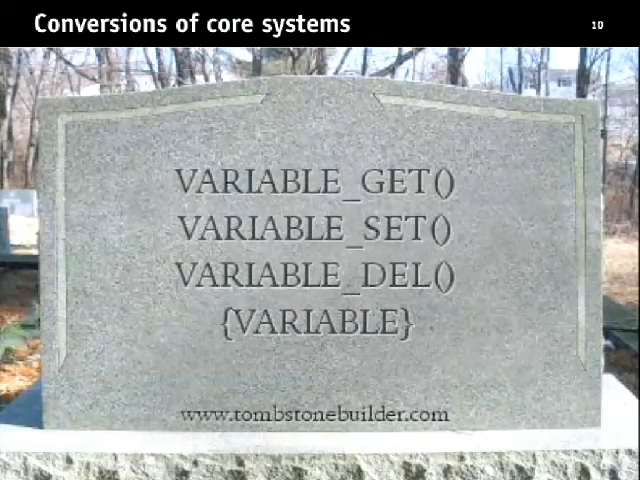 Conversions of core systems
10
VARIABLE_GET()
VARIABLE_SET()
VARIABLE_DEL()
{VARIABLE}
www.tombstonebuilder.com